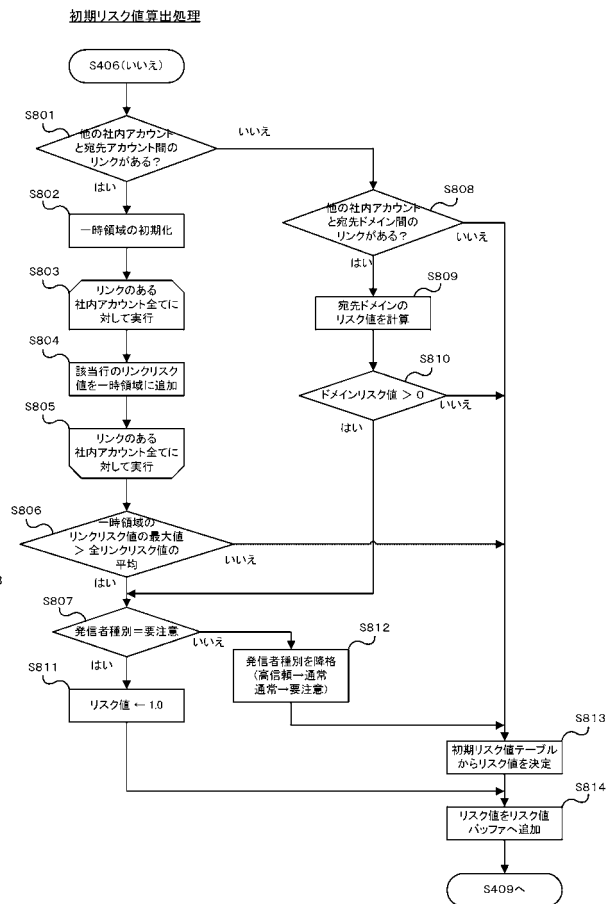 初期リスク値算出処理
S406(いいえ)
S801
他の社内アカウント
と宛先アカウント間の
リンクがある?
いいえ
はい
S802
一時領域の初期化
S803
リンクのある
社内アカウント全てに
対して実行
S804
該当行のリンクリスク
値を一時領域に追加
S805
リンクのある
社内アカウント全てに
対して実行
S806
一時領域の
リンクリスク値の最大値
> 全リンクリスク値の
平均
いいえ
はい
S807
発信者種別=要注意
いいえ
はい
S811
リスク値 ← 1.0
S808
他の社内アカウント
と宛先ドメイン間の
リンクがある?
いいえ
はい
S809
宛先ドメインの
リスク値を計算
S810
ドメインリスク値 > 0
いいえ
はい
S812
発信者種別を降格
(高信頼→通常
通常→要注意)
S813
初期リスク値テーブル
からリスク値を決定
S814
リスク値をリスク値
バッファへ追加
S409へ